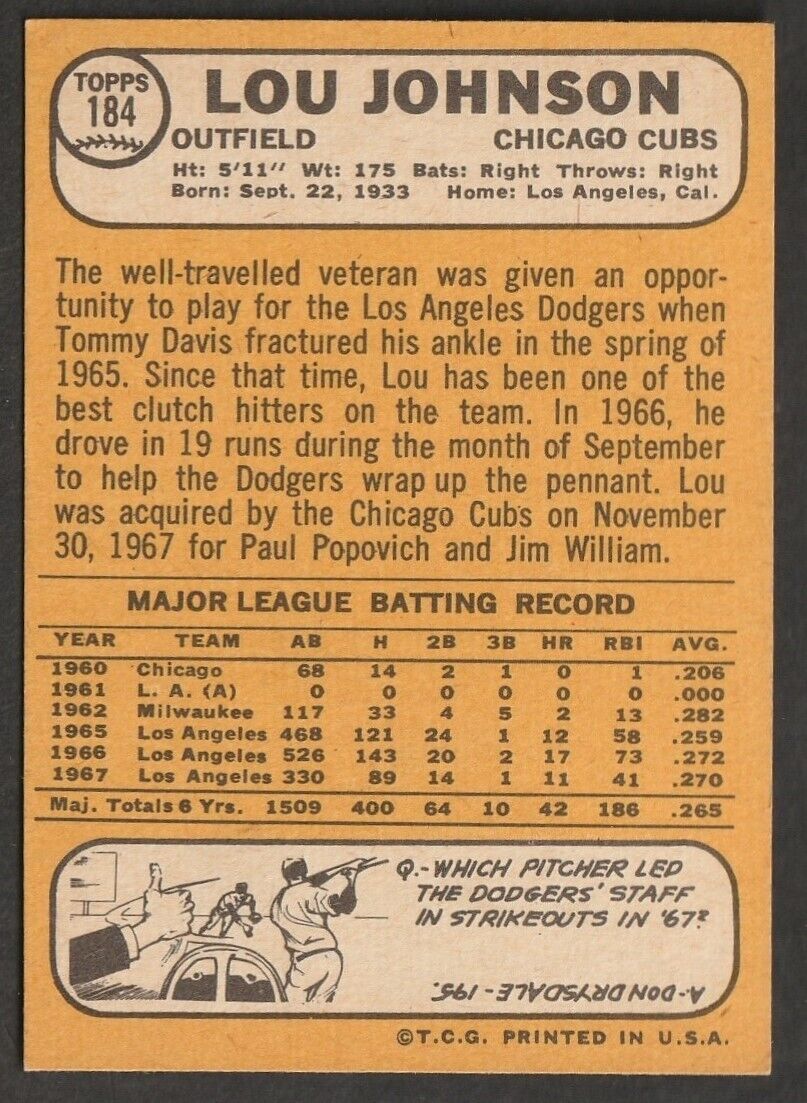 TOPPS
184
LOU JOHNSON
OUTFIELD CHICAGO CUBS
Ht: 5'11" Wt: 175 Bats: Right Throws: Right
Born: Sept. 22, 1933 Home: Los Angeles, Cal.
The well-travelled veteran was given an oppor-
tunity to play for the Los Angeles Dodgers when
Tommy Davis fractured his ankle in the spring of
1965. Since that time, Lou has been one of the
best clutch hitters on the team. In 1966, he
drove in 19 runs during the month of September
to help the Dodgers wrap up the pennant. Lou
was acquired by the Chicago Cubs on November
30, 1967 for Paul Popovich and Jim William.
MAJOR LEAGUE BATTING RECORD
YEAR TEAM AB H 2B 3B HR RBI AVG.
1960 Chicago 68 14 2 1 0 1 .206
1961 L. A. (A) 0 0 0 0 0 0 .000
1962 Milwaukee 117 33 4 5 2 13 .282
1965 Los Angeles 468 121 24 1 12 58 .259
1966 Los Angeles 526 143 20 2 17 73 .272
1967 Los Angeles 330 89 14 1 11 41 .270
Maj. Totals 6 Yrs. 1509 400 64 10 42 186 .265
Q.-WHICH PITCHER LED
THE DODGERS' STAFF
IN STRIKEOUTS IN '67?
A-DON DRYSDALE-195.
©T.C.G. PRINTED IN U.S.A.